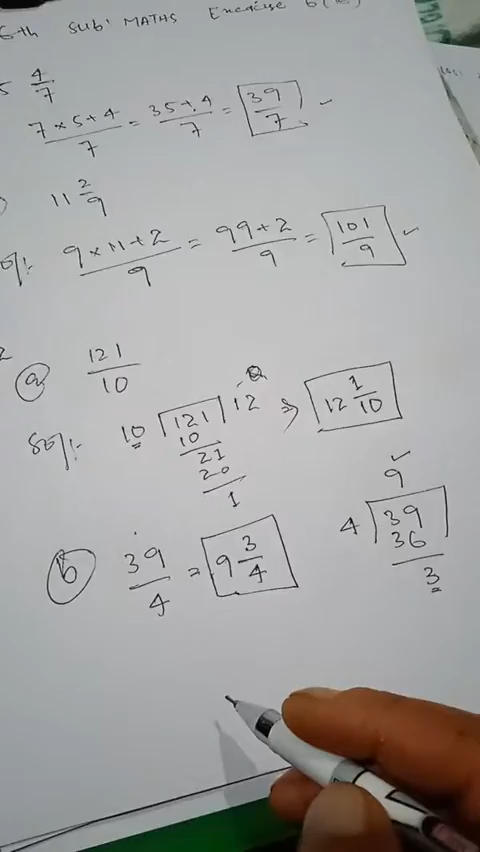 6th SUB: MATHS Exercise 6
5 4/7
7×5+4/7 = 35+4/7 = 39/7 ✓
11 2/9
Sol:- 9×11+2/9 = 99+2/9 = 101/9 ✓
2
(a) 121/10
Sol:- 10 121 12 Q ⇒ 12 1/10
10
21
20
1
(b) 39/4 = 9 3/4
9 ✓
4 39
36
3